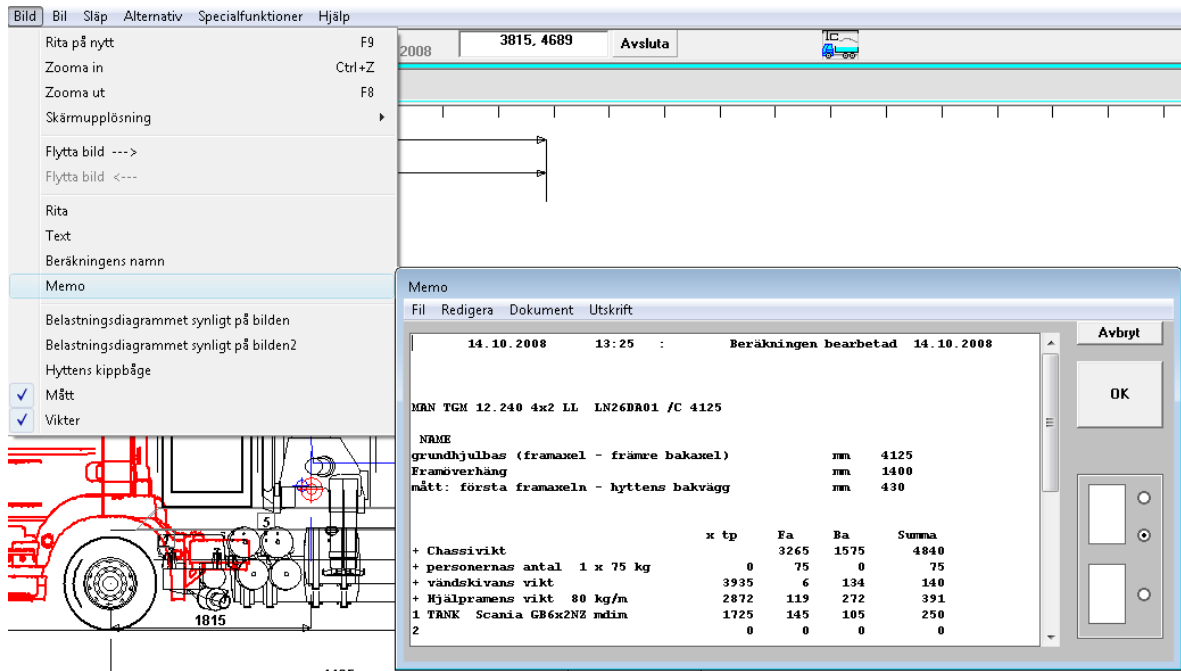 Bild Bil Släp Alternativ Specialfunktioner Hjälp
2008 3815, 4689 Avsluta
Rita på nytt F9
Zooma in Ctrl+Z
Zooma ut F8
Skärmupplösning
Flytta bild --->
Flytta bild <---
Rita
Text
Beräkningens namn
Memo
Belastningsdiagrammet synligt på bilden
Belastningsdiagrammet synligt på bilden2
Hyttens kippbåge
Mått
Vikter
5
1815
Memo
Fil Redigera Dokument Utskrift
Avbryt
OK
14.10.2008 13:25 : Beräkningen bearbetad 14.10.2008
MAN TGM 12.240 4x2 LL LN26DA01 /C 4125
NAME
grundhjulbas (framaxel - främre bakaxel) mm 4125
Framöverhäng mm 1400
mått: första framaxeln - hyttens bakvägg mm 430
x tp Fa Ba Summa
+ Chassivikt 3265 1575 4840
+ personernas antal 1 x 75 kg 0 75 0 75
+ vändskivans vikt 3935 6 134 140
+ Hjälpramens vikt 80 kg/m 2872 119 272 391
1 TANK Scania GB6x2NZ mdim 1725 145 105 250
2 0 0 0 0